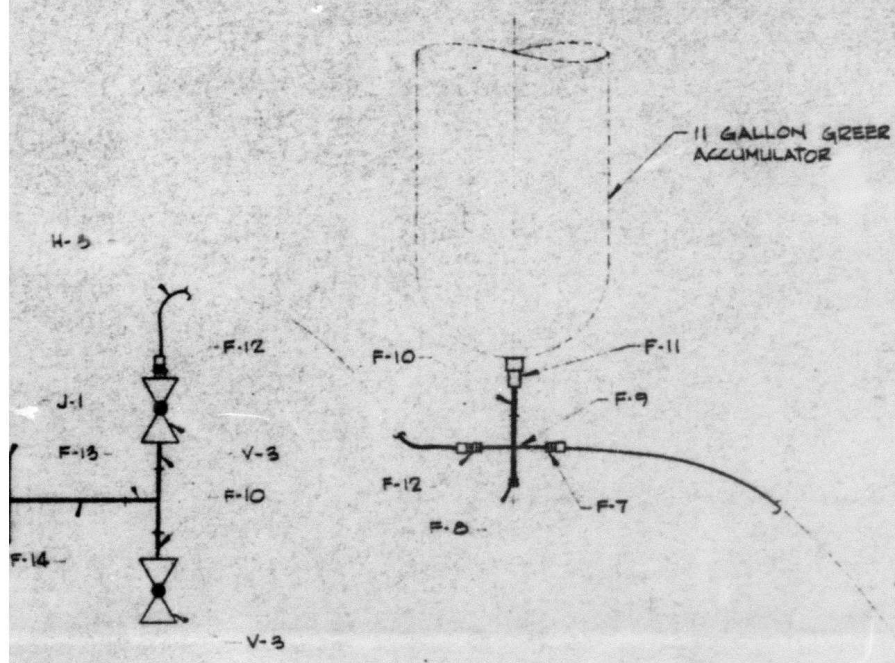 11 GALLON GREER
ACCUMULATOR
H-3
F-12
F-10
F-11
J-1
F-9
F-13
V-3
F-12
F-10
F-7
F-8
F-14
V-3